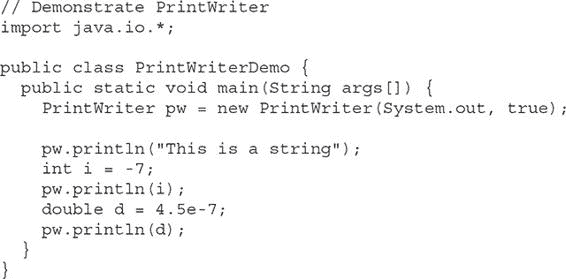 // Demonstrate PrintWriter
import java.io.*;

public class PrintWriterDemo {
  public static void main(String args[]) {
    PrintWriter pw = new PrintWriter(System.out, true);

    pw.println("This is a string");
    int i = -7;
    pw.println(i);
    double d = 4.5e-7;
    pw.println(d);
  }
}